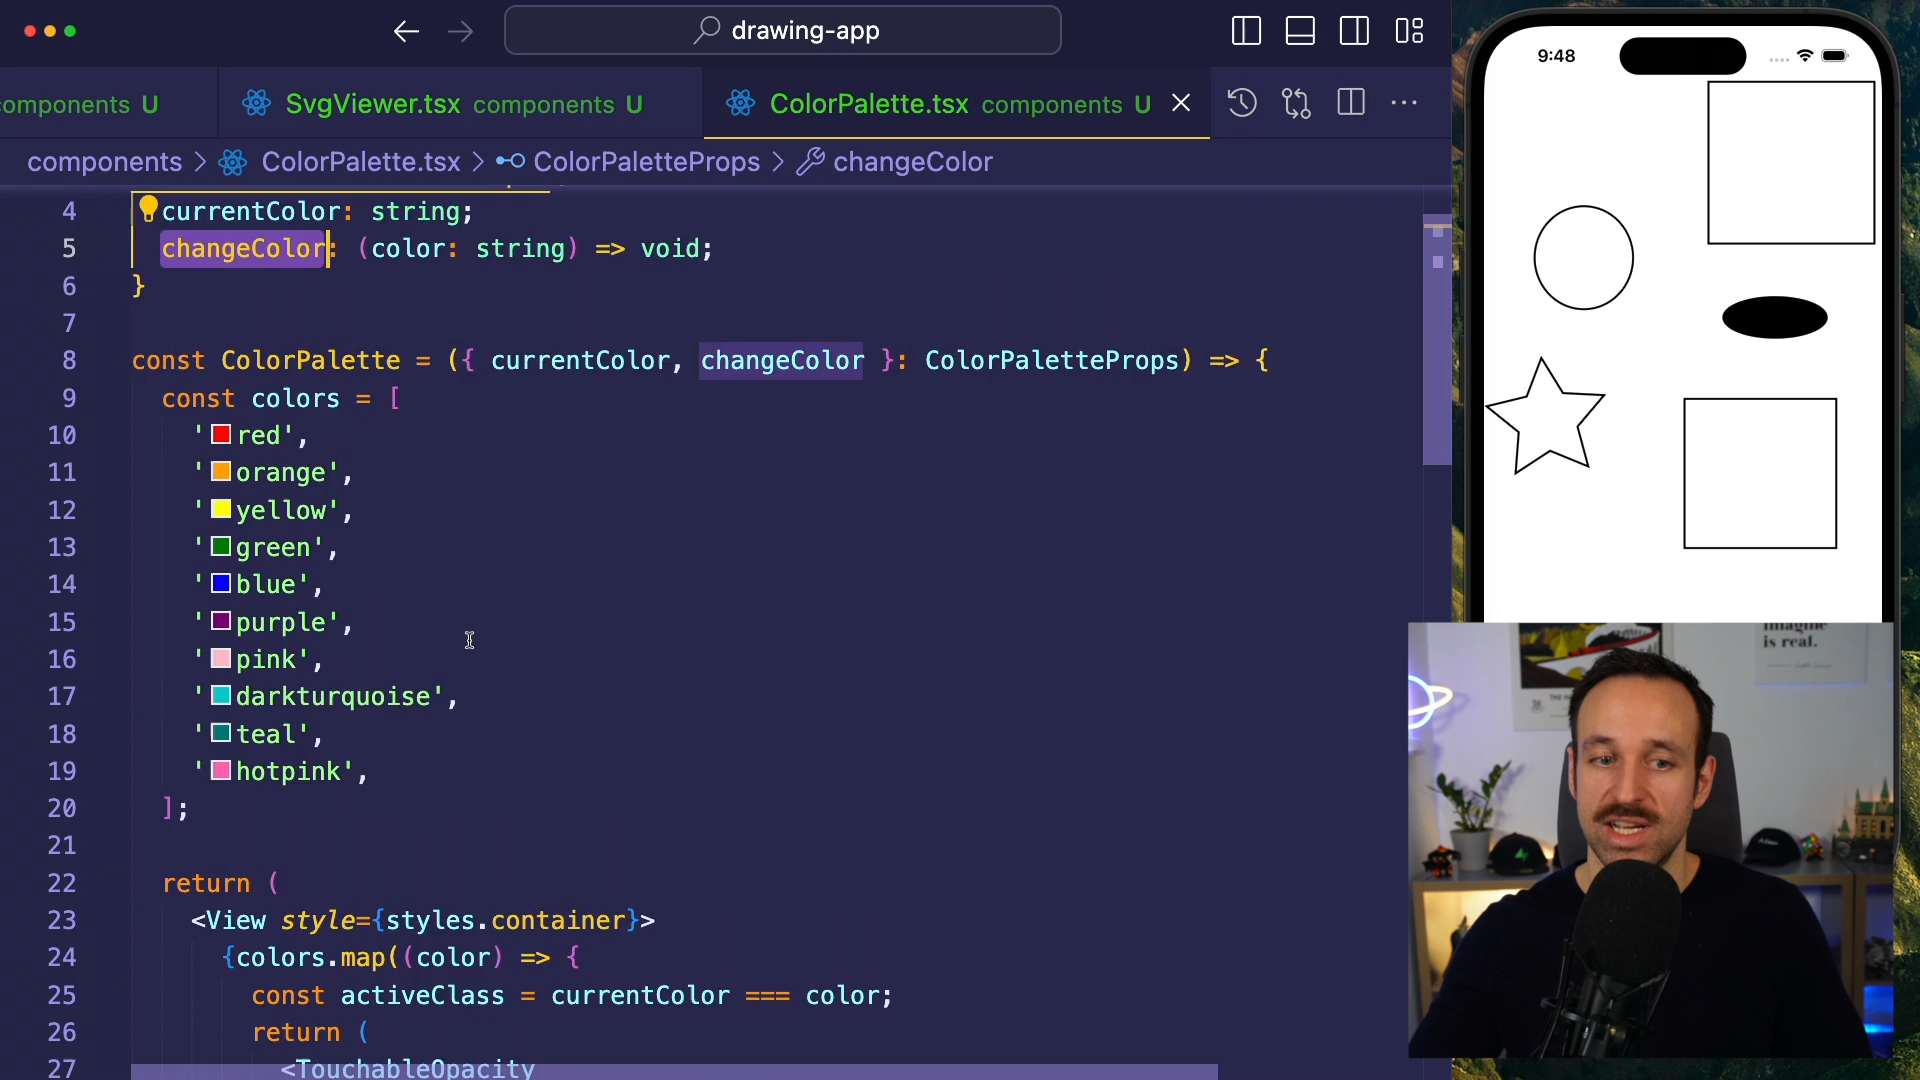 drawing-app
omponents U
SvgViewer.tsx components U
ColorPalette.tsx components U
components > ColorPalette.tsx > ColorPaletteProps > changeColor
4 currentColor: string;
5 changeColor: (color: string) => void;
6 }
7
8 const ColorPalette = ({ currentColor, changeColor }: ColorPaletteProps) => {
9 const colors = [
10 'red',
11 'orange',
12 'yellow',
13 'green',
14 'blue',
15 'purple',
16 'pink',
17 'darkturquoise',
18 'teal',
19 'hotpink',
20 ];
21
22 return (
23 <View style={styles.container}>
24 {colors.map((color) => {
25 const activeClass = currentColor === color;
26 return (
27 <TouchableOpacity
9:48
imagine
is real.